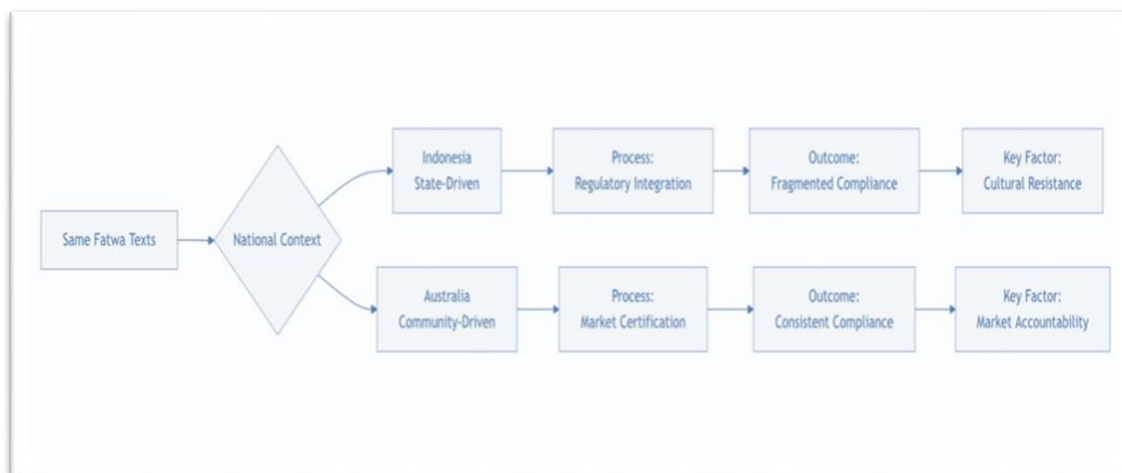 Same Fatwa Texts
National Context
Indonesia
State-Driven
Process:
Regulatory Integration
Outcome:
Fragmented Compliance
Key Factor:
Cultural Resistance
Australia
Community-Driven
Process:
Market Certification
Outcome:
Consistent Compliance
Key Factor:
Market Accountability